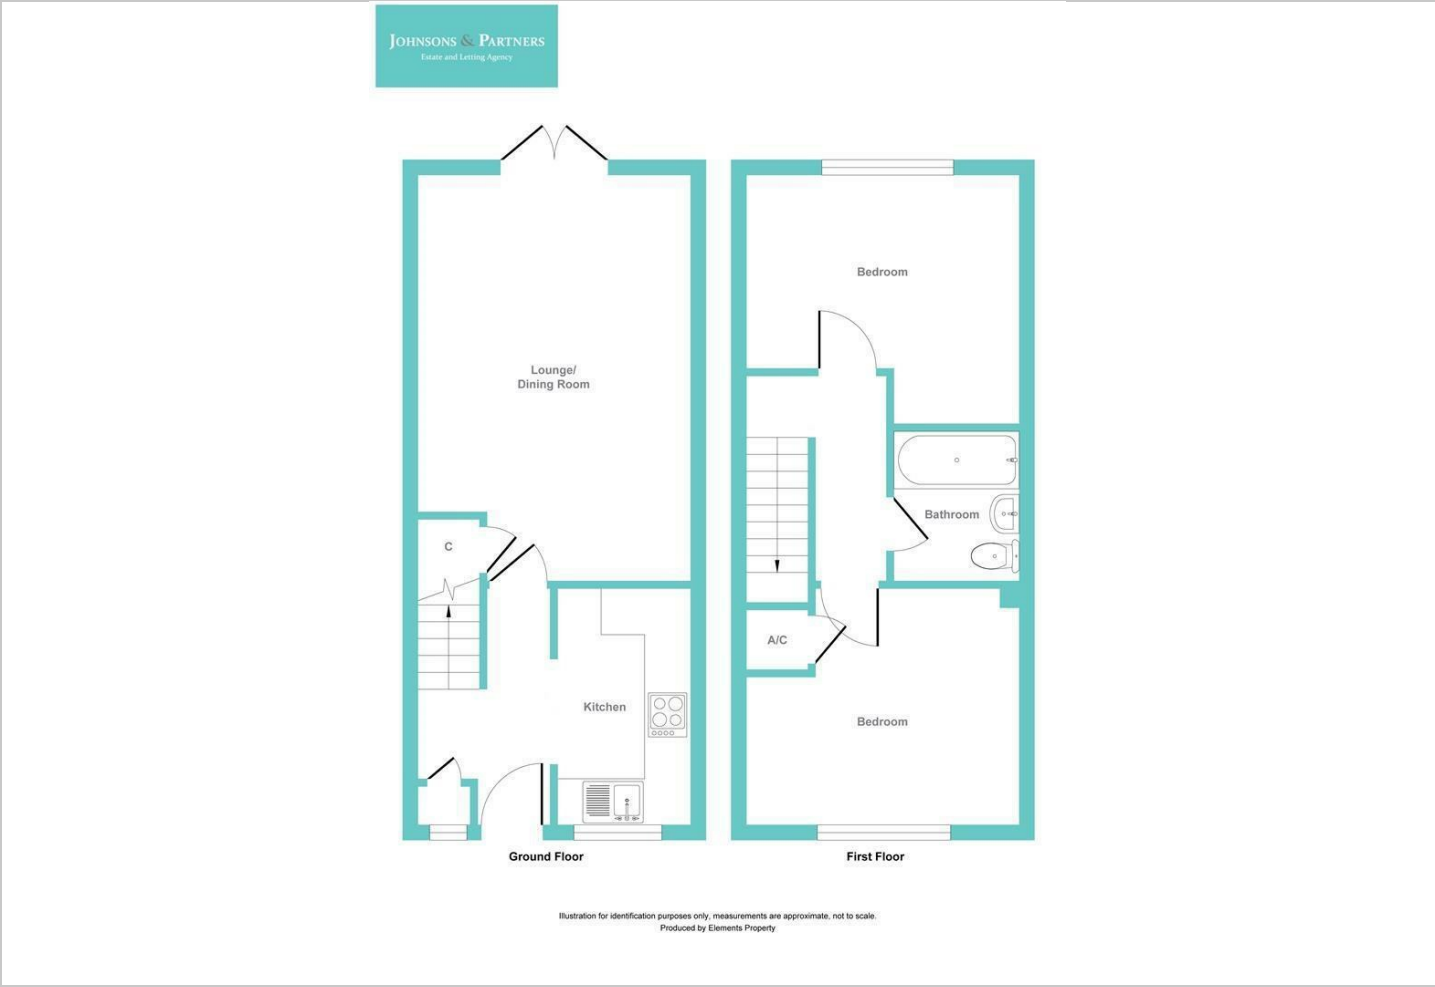 JOHNSONS & PARTNERS
Estate and Letting Agency
Lounge/
Dining Room
C
Kitchen
Ground Floor
Bedroom
Bathroom
A/C
Bedroom
First Floor
Illustration for identification purposes only, measurements are approximate, not to scale.
Produced by Elements Property